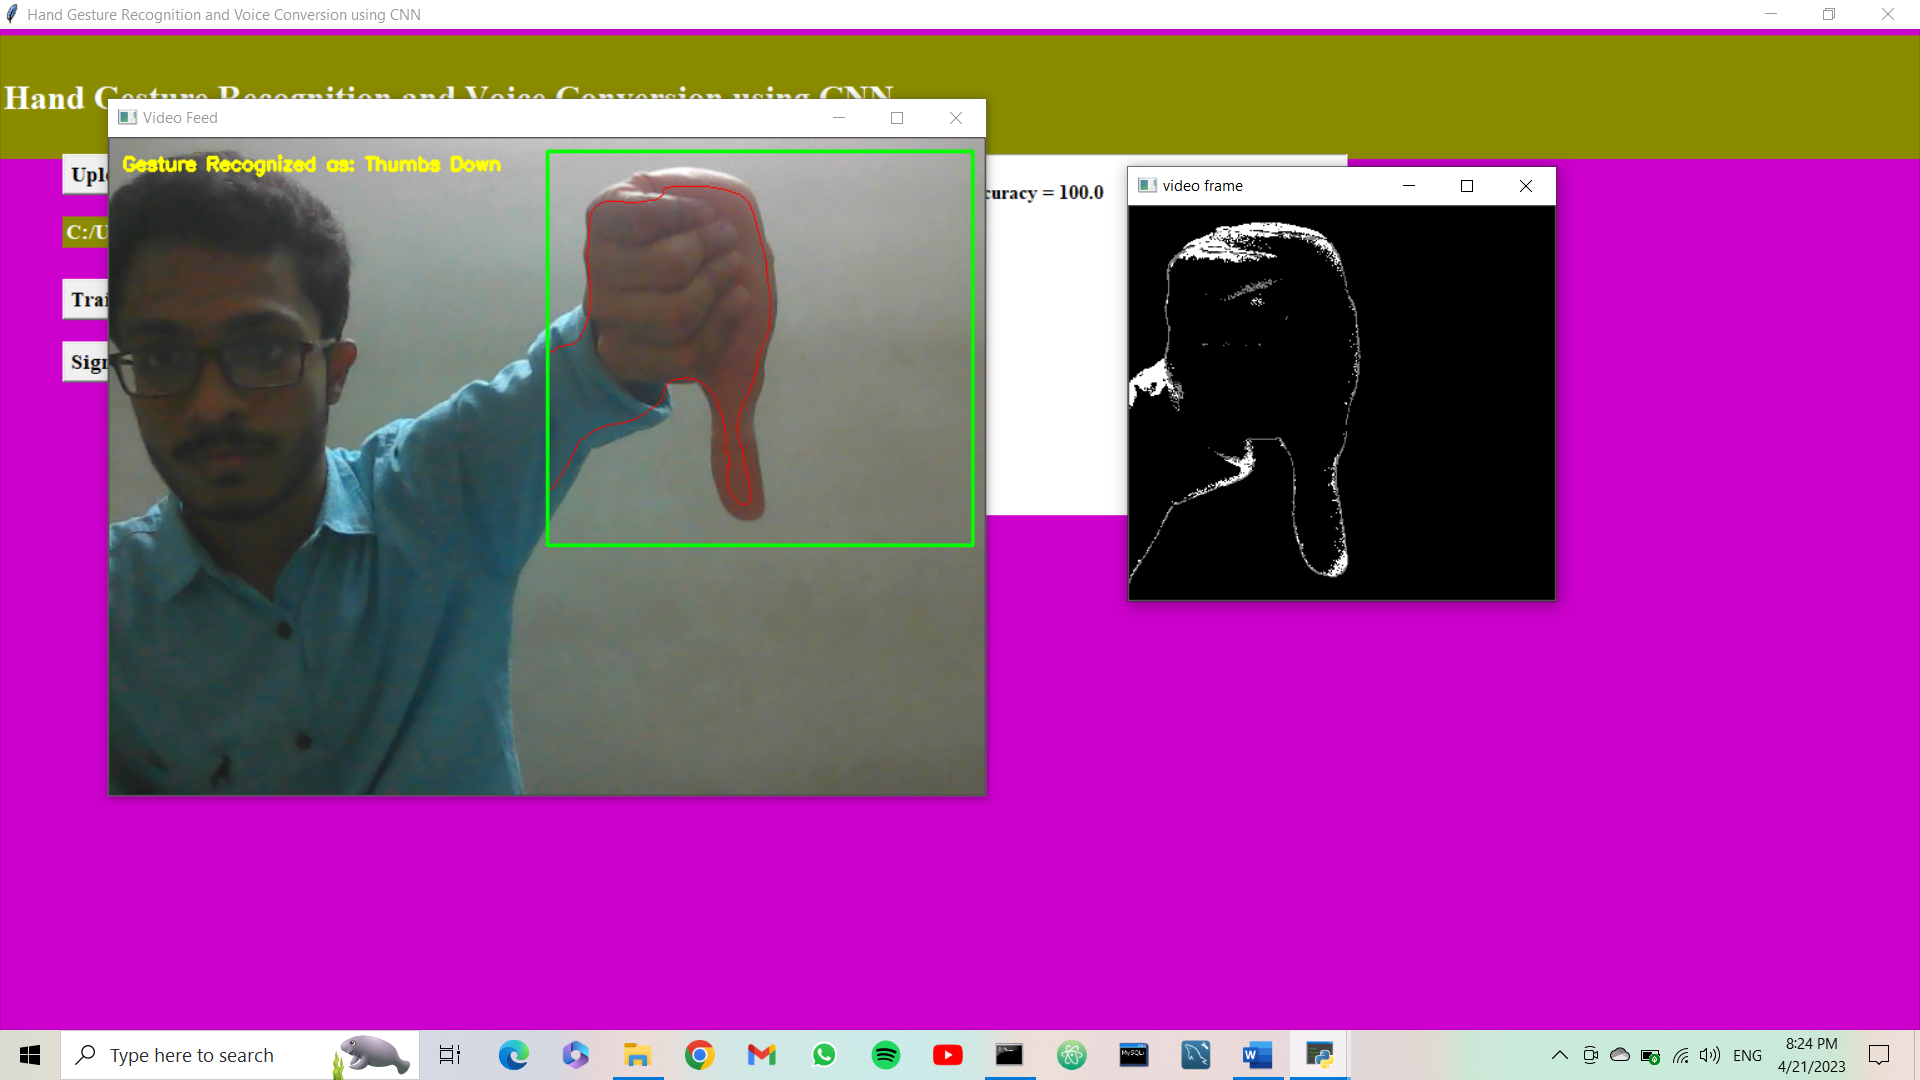 Hand Gesture Recognition and Voice Conversion using CNN
Hand Gesture Recognition and Voice Conversion using CNN
Video Feed
Gesture Recognized as: Thumbs Down
Upl
C:/U
Trai
Sign
curacy = 100.0
video frame
Type here to search
MySQL
ENG
8:24 PM
4/21/2023